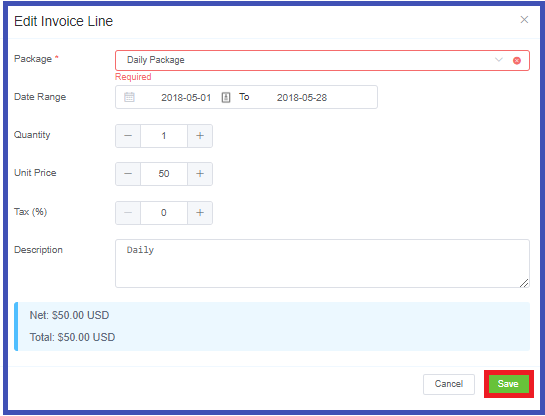 Edit Invoice Line
Package * Daily Package
Required
Date Range 2018-05-01 To 2018-05-28
Quantity 1
Unit Price 50
Tax (%) 0
Description Daily
Net: $50.00 USD
Total: $50.00 USD
Cancel Save